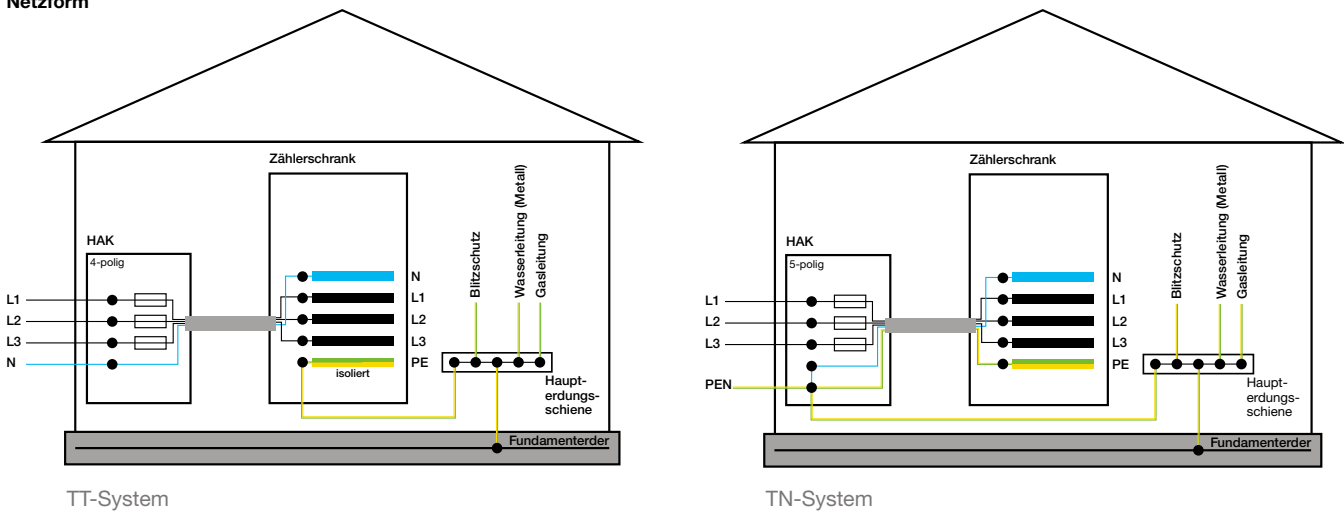 Netzform
Zählerschrank
HAK
4-polig
L1
L2
L3
N
N
L1
L2
L3
PE
isoliert
Blitzschutz
Wasserleitung (Metall)
Gasleitung
Haupt-
erdungs-
schiene
Fundamenterder
TT-System
Zählerschrank
HAK
5-polig
L1
L2
L3
PEN
N
L1
L2
L3
PE
Blitzschutz
Wasserleitung (Metall)
Gasleitung
Haupt-
erdungs-
schiene
Fundamenterder
TN-System